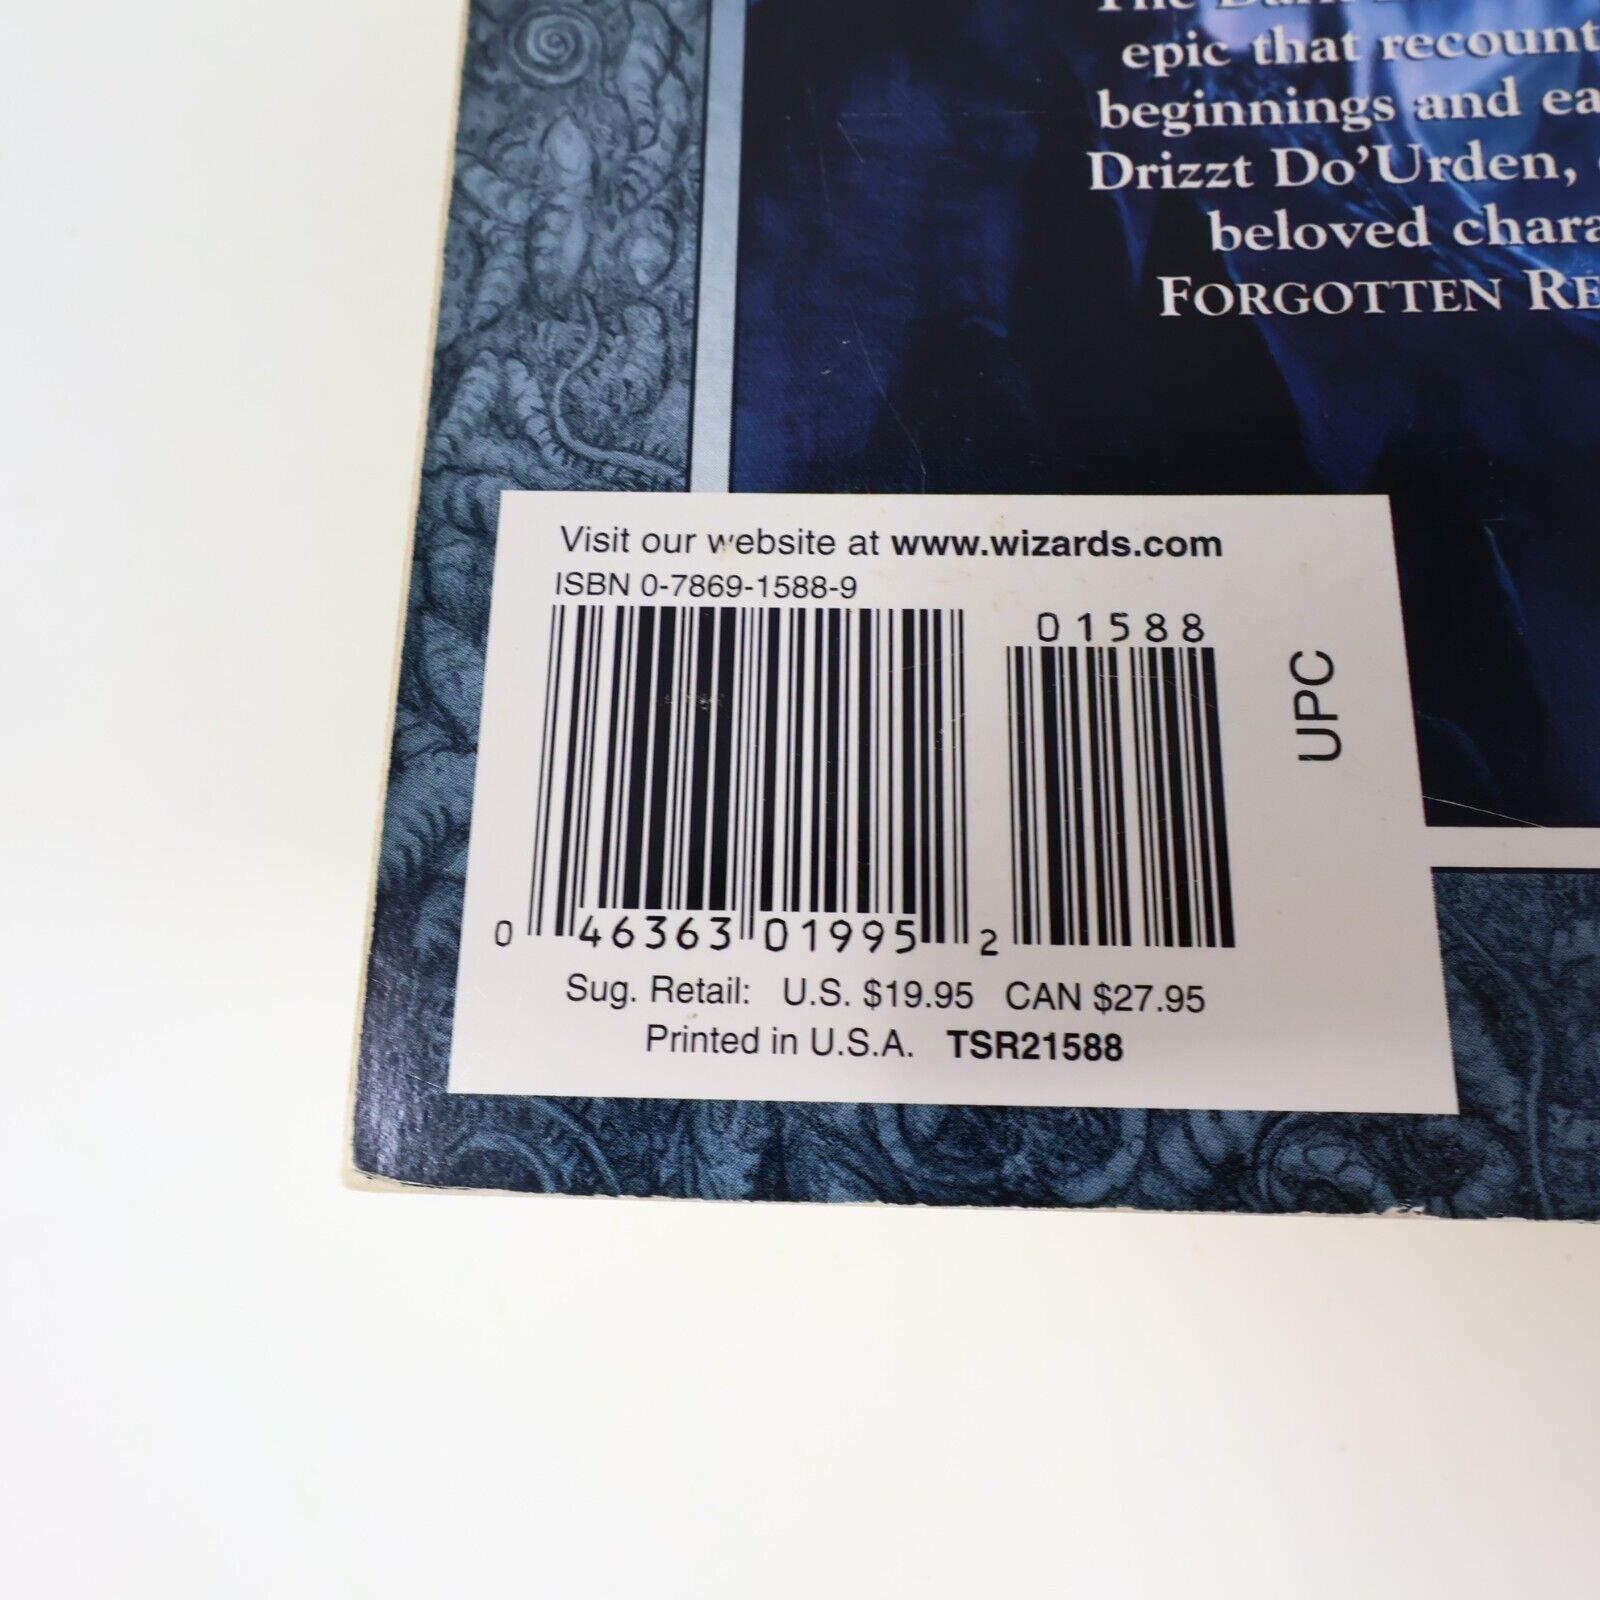 The Dark
epic that recount
beginnings and ea
Drizzt Do'Urden,
beloved chara
FORGOTTEN RE
Visit our website at www.wizards.com
ISBN 0-7869-1588-9
01588
UPC
0 46363 01995 2
Sug. Retail: U.S. $19.95 CAN $27.95
Printed in U.S.A. TSR21588